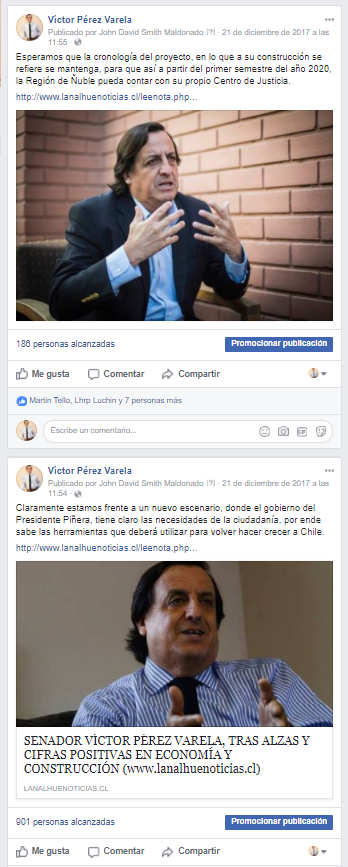 Víctor Pérez Varela
Publicado por John David Smith Maldonado [?] · 21 de diciembre de 2017 a las
11:55 ·
Esperamos que la cronología del proyecto, en lo que a su construcción se
refiere se mantenga, para que así a partir del primer semestre del año 2020,
la Región de Ñuble pueda contar con su propio Centro de Justicia.
http://www.lanalhuenoticias.cl/leenota.php...
186 personas alcanzadas
Promocionar publicación
Me gusta Comentar Compartir
Martin Tello, Lhrp Luchin y 7 personas más
Escribe un comentario...
Víctor Pérez Varela
Publicado por John David Smith Maldonado [?] · 21 de diciembre de 2017 a las
11:54 ·
Claramente estamos frente a un nuevo escenario, donde el gobierno del
Presidente Piñera, tiene claro las necesidades de la ciudadanía, por ende
sabe las herramientas que deberá utilizar para volver hacer crecer a Chile.
http://www.lanalhuenoticias.cl/leenota.php...
SENADOR VÍCTOR PÉREZ VARELA, TRAS ALZAS Y
CIFRAS POSITIVAS EN ECONOMÍA Y
CONSTRUCCIÓN (www.lanalhuenoticias.cl)
LANALHUENOTICIAS.CL
901 personas alcanzadas
Promocionar publicación
Me gusta Comentar Compartir